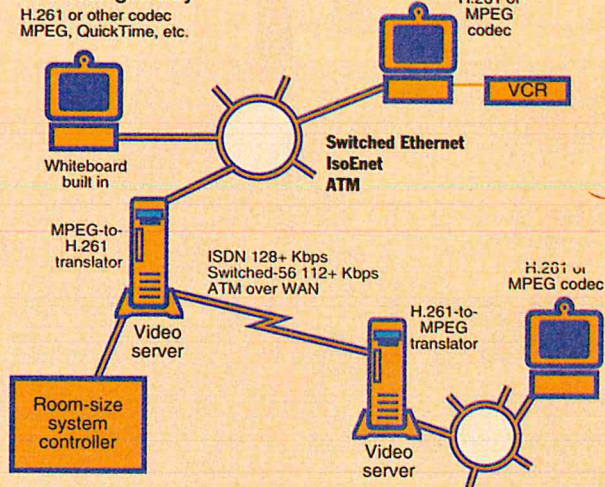 H.261 or other codec
MPEG, QuickTime, etc.
MPEG
codec
VCR
Switched Ethernet
IsoEnet
ATM
Whiteboard
built in
MPEG-to-
H.261
translator
ISDN 128+ Kbps
Switched-56 112+ Kbps
ATM over WAN
Video
server
H.261-to-
MPEG
translator
H.261 or
MPEG codec
Room-size
system
controller
Video
server